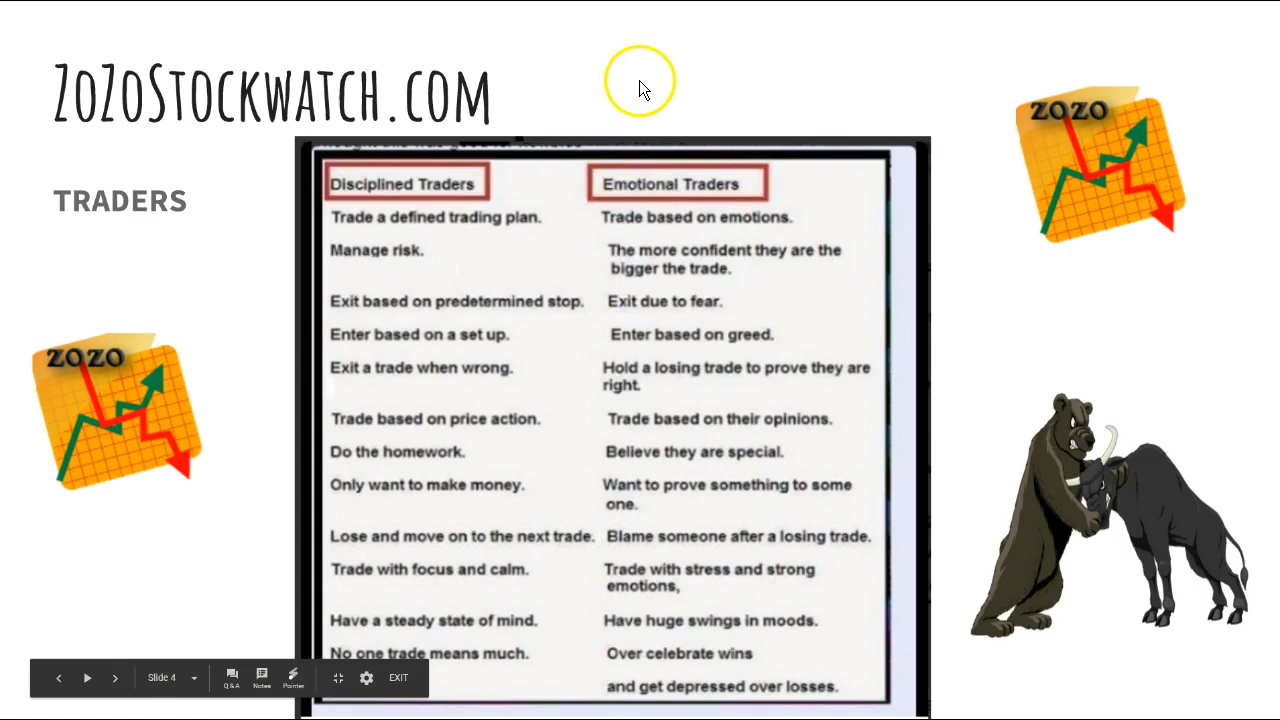 ZoZoStockwatch.com
TRADERS
ZOZO
ZOZO
Disciplined Traders Emotional Traders
Trade a defined trading plan. Trade based on emotions.
Manage risk. The more confident they are the
bigger the trade.
Exit based on predetermined stop. Exit due to fear.
Enter based on a set up. Enter based on greed.
Exit a trade when wrong. Hold a losing trade to prove they are
right.
Trade based on price action. Trade based on their opinions.
Do the homework. Believe they are special.
Only want to make money. Want to prove something to some
one.
Lose and move on to the next trade. Blame someone after a losing trade.
Trade with focus and calm. Trade with stress and strong
emotions,
Have a steady state of mind. Have huge swings in moods.
No one trade means much. Over celebrate wins
and get depressed over losses.
Slide 4 Q & A Notes Pointer EXIT